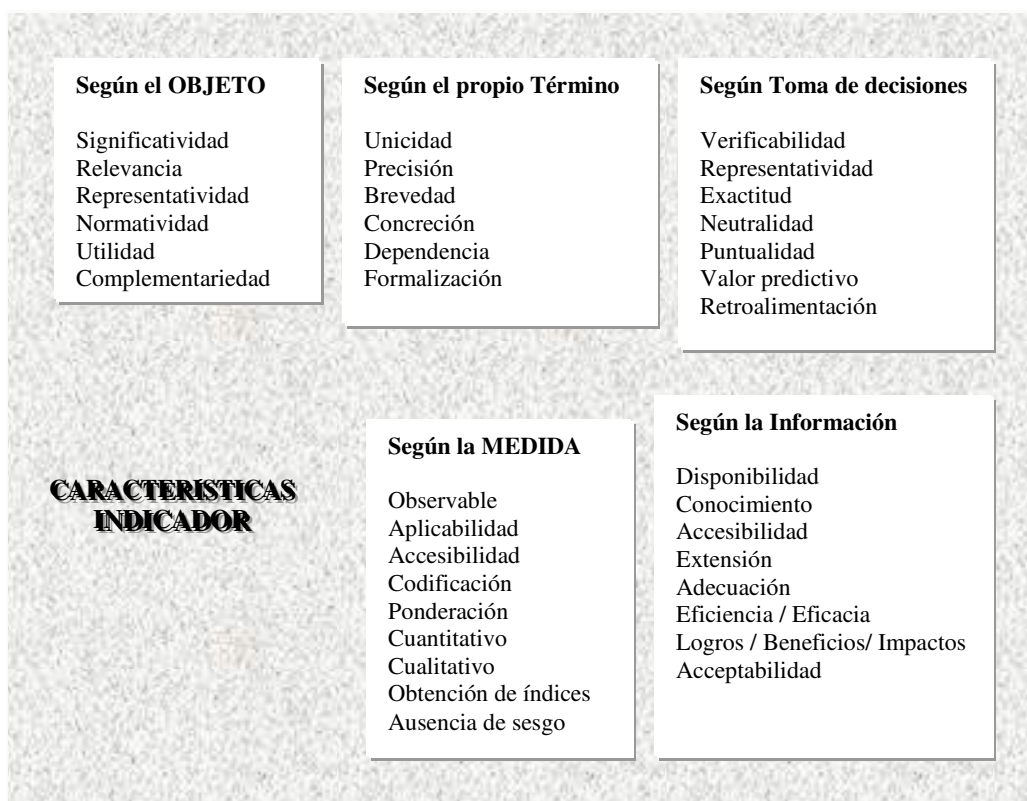 Según el OBJETO
Significatividad
Relevancia
Representatividad
Normatividad
Utilidad
Complementariedad
Según el propio Término
Unicidad
Precisión
Brevedad
Concreción
Dependencia
Formalización
Según Toma de decisiones
Verificabilidad
Representatividad
Exactitud
Neutralidad
Puntualidad
Valor predictivo
Retroalimentación
CARACTERÍSTICAS
INDICADOR
Según la MEDIDA
Observable
Aplicabilidad
Accesibilidad
Codificación
Ponderación
Cuantitativo
Cualitativo
Obtención de índices
Ausencia de sesgo
Según la Información
Disponibilidad
Conocimiento
Accesibilidad
Extensión
Adecuación
Eficiencia / Eficacia
Logros / Beneficios/ Impactos
Acceptabilidad